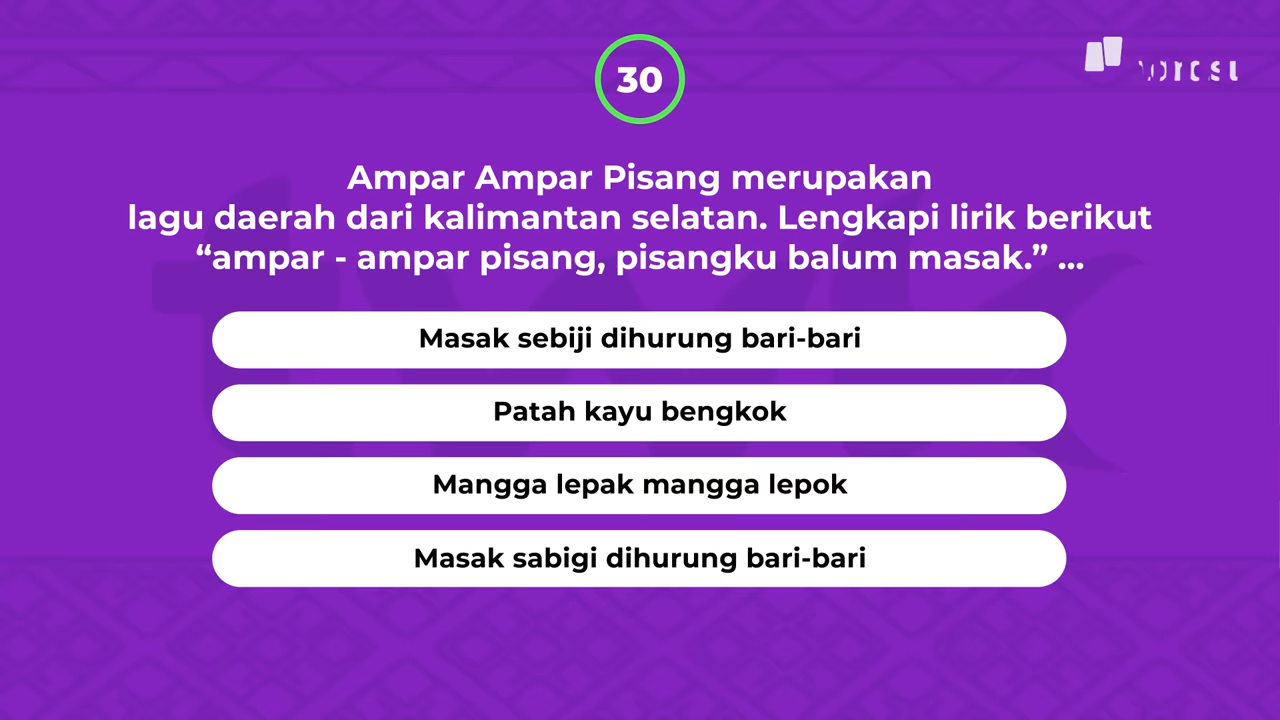 30
Ampar Ampar Pisang merupakan
lagu daerah dari kalimantan selatan. Lengkapi lirik berikut
“ampar - ampar pisang, pisangku balum masak.” ...
Masak sebiji dihurung bari-bari
Patah kayu bengkok
Mangga lepak mangga lepok
Masak sabigi dihurung bari-bari